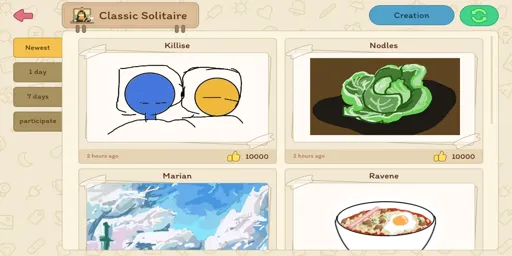 Classic Solitaire
Creation
Newest
1 day
7 days
participate
Killise
2 hours ago
10000
Nodles
2 hours ago
10000
Marian
Ravene